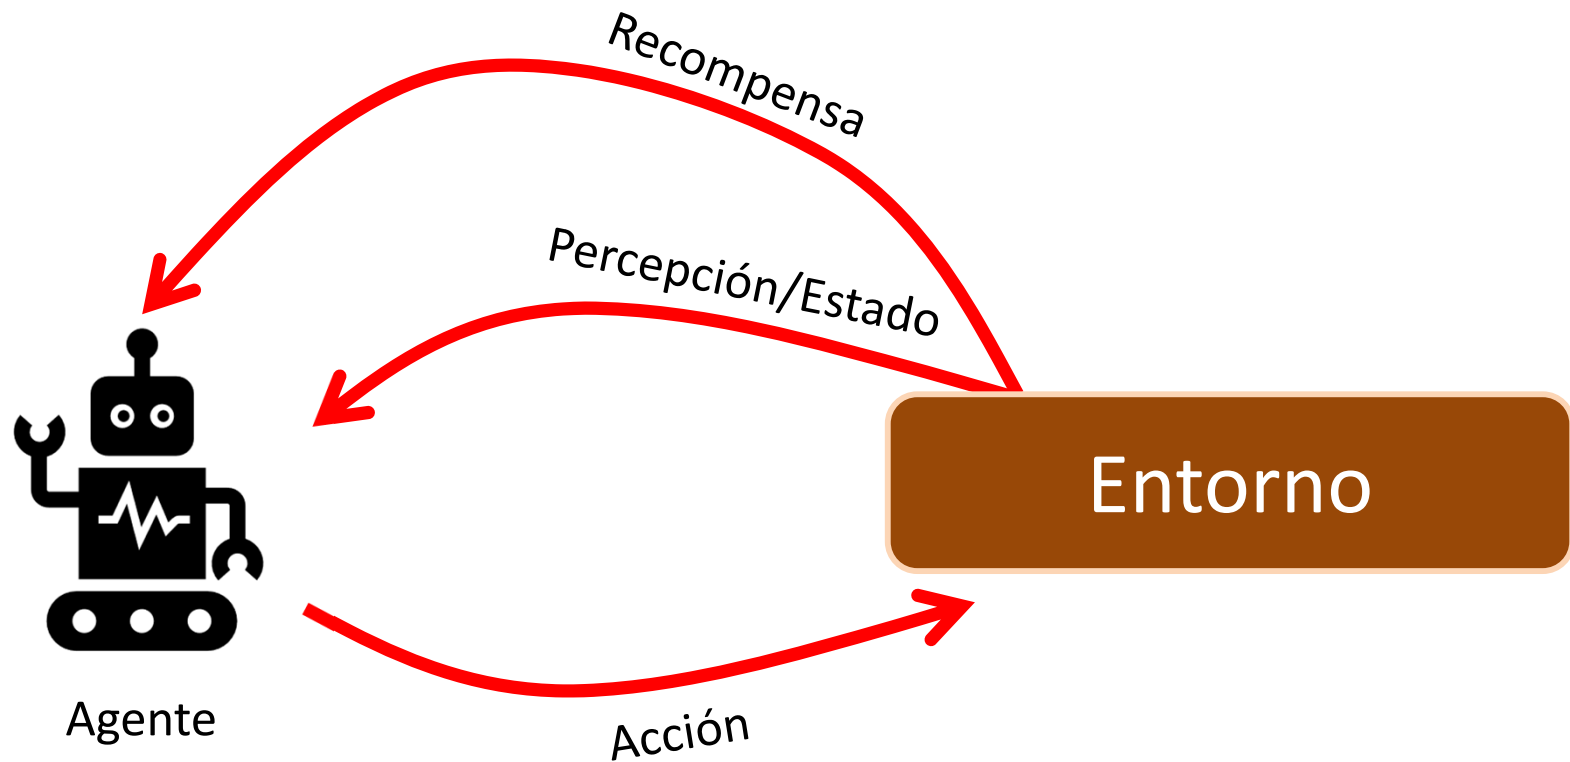 Recompensa
Percepción/Estado
Entorno
Agente
Acción